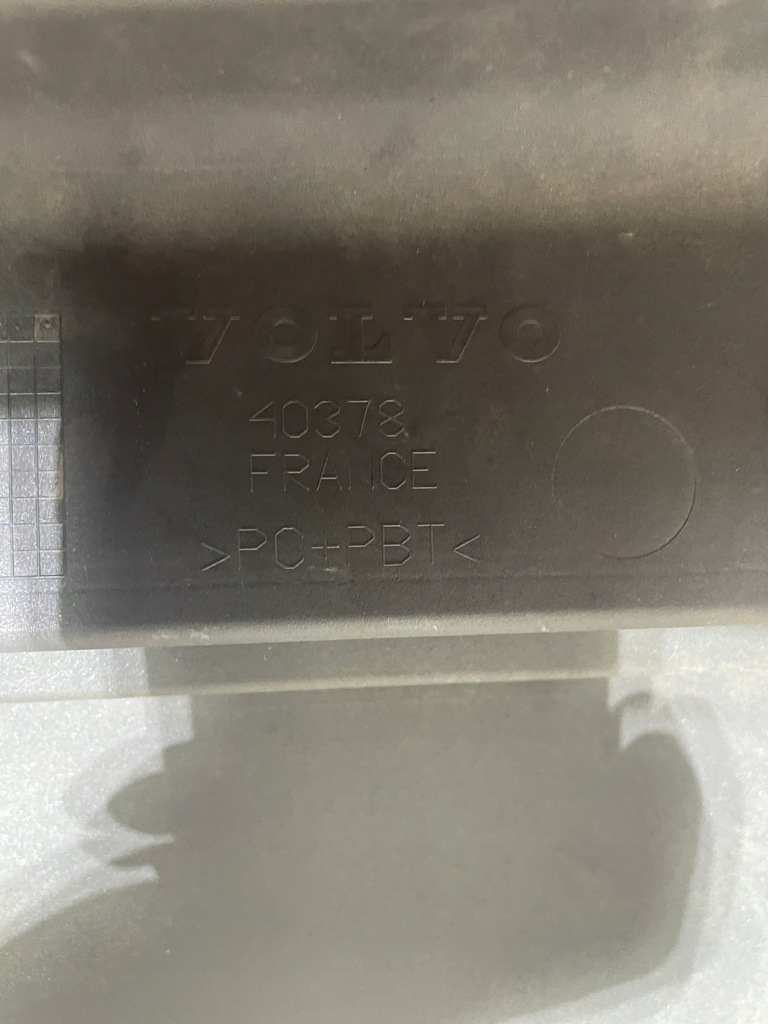 VOLVO
40378
FRANCE
>PC+PBT<